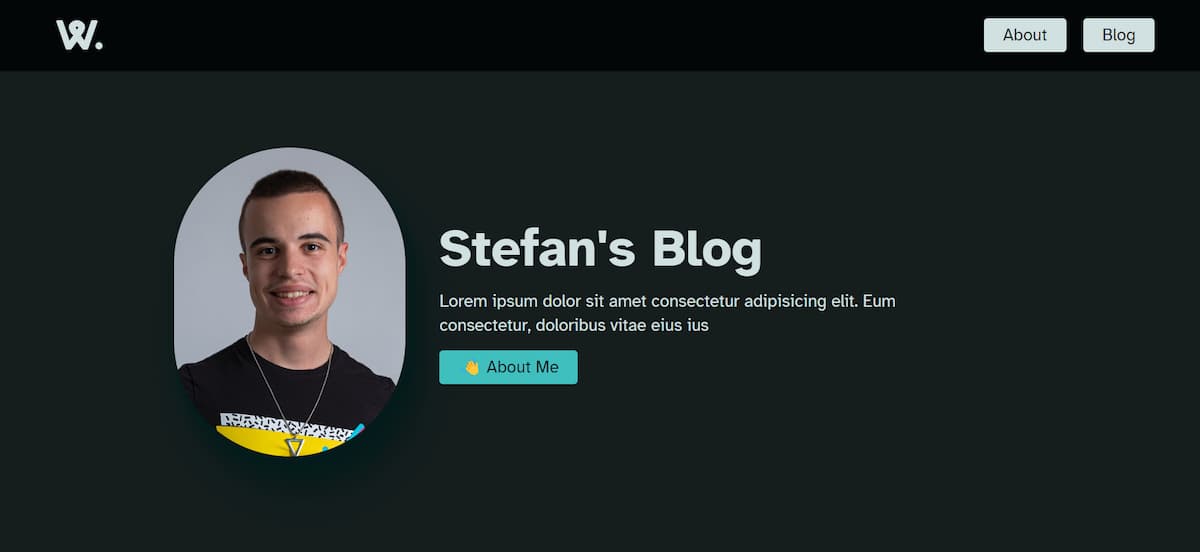 W.
About
Blog
Stefan's Blog
Lorem ipsum dolor sit amet consectetur adipisicing elit. Eum
consectetur, doloribus vitae eius ius
👋 About Me